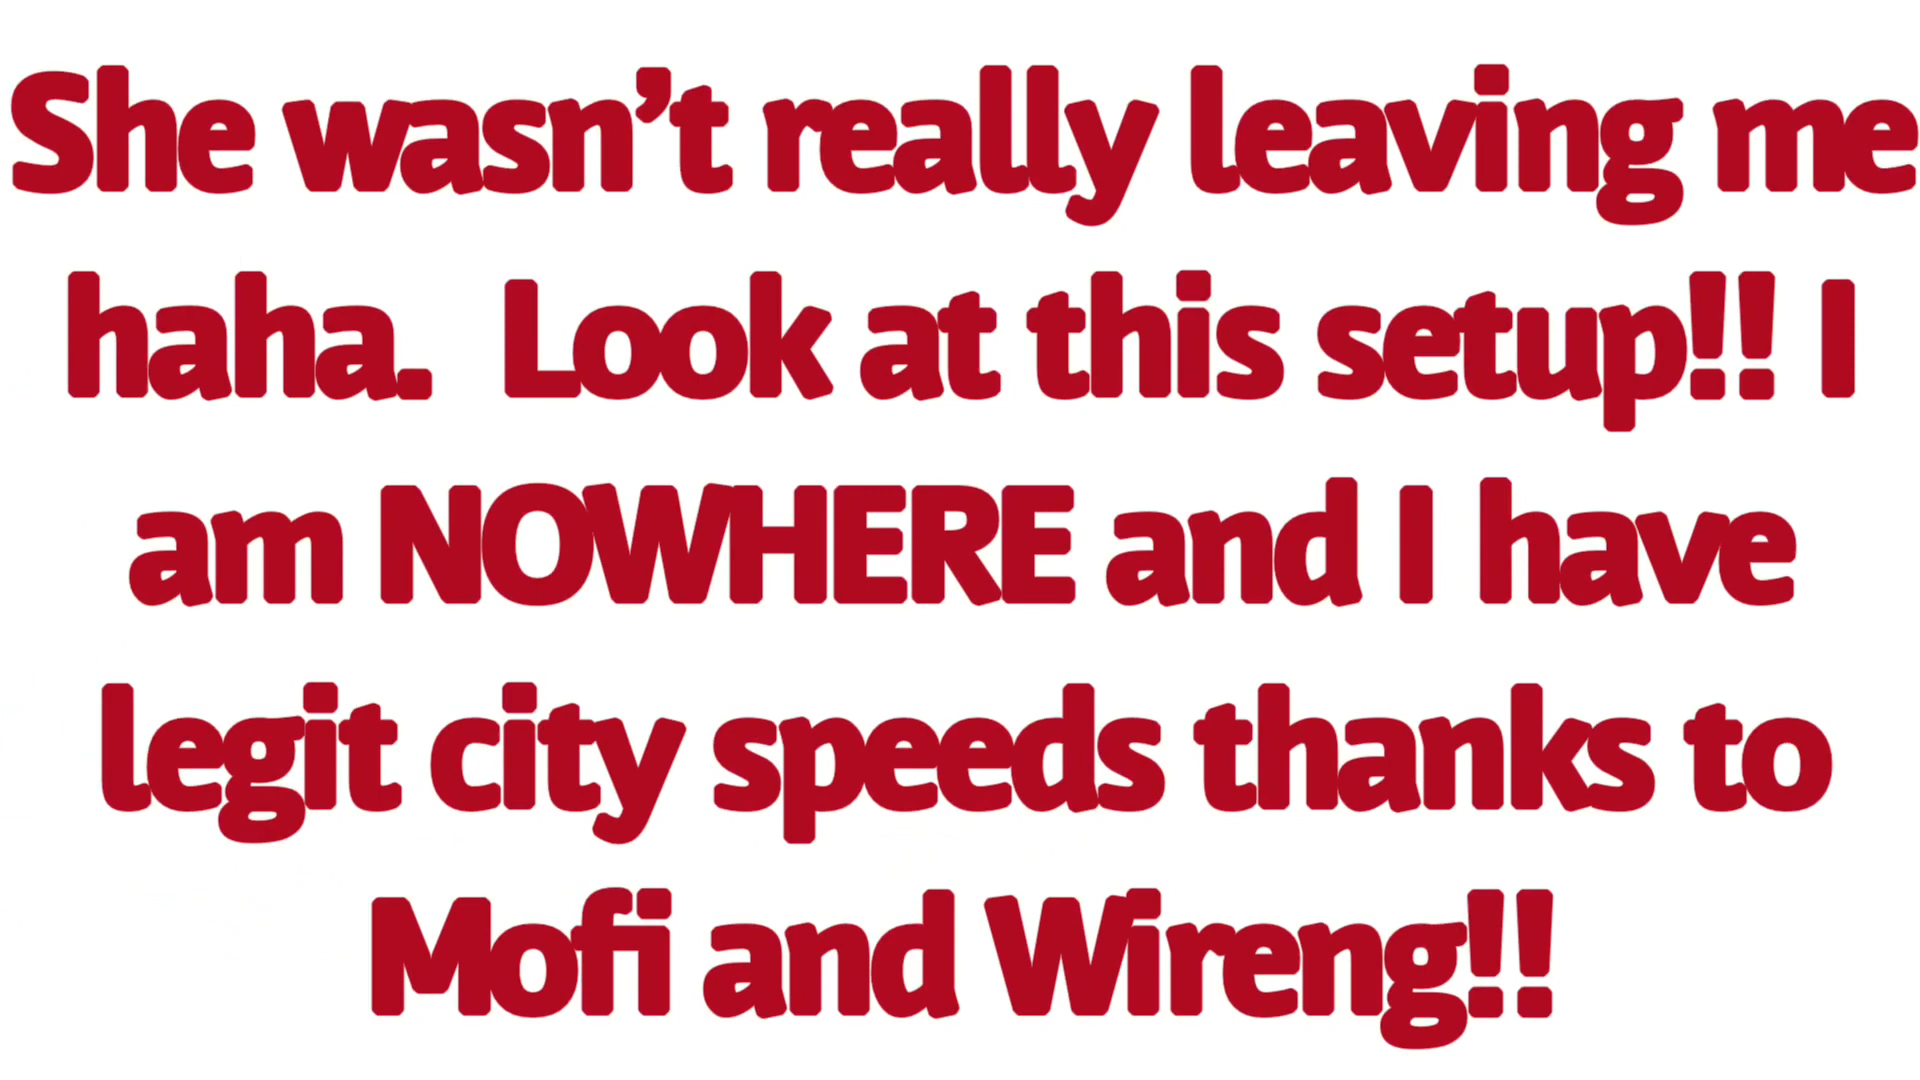 She wasn’t really leaving me
haha.  Look at this setup!! I
am NOWHERE and I have
legit city speeds thanks to
Mofi and Wireng!!